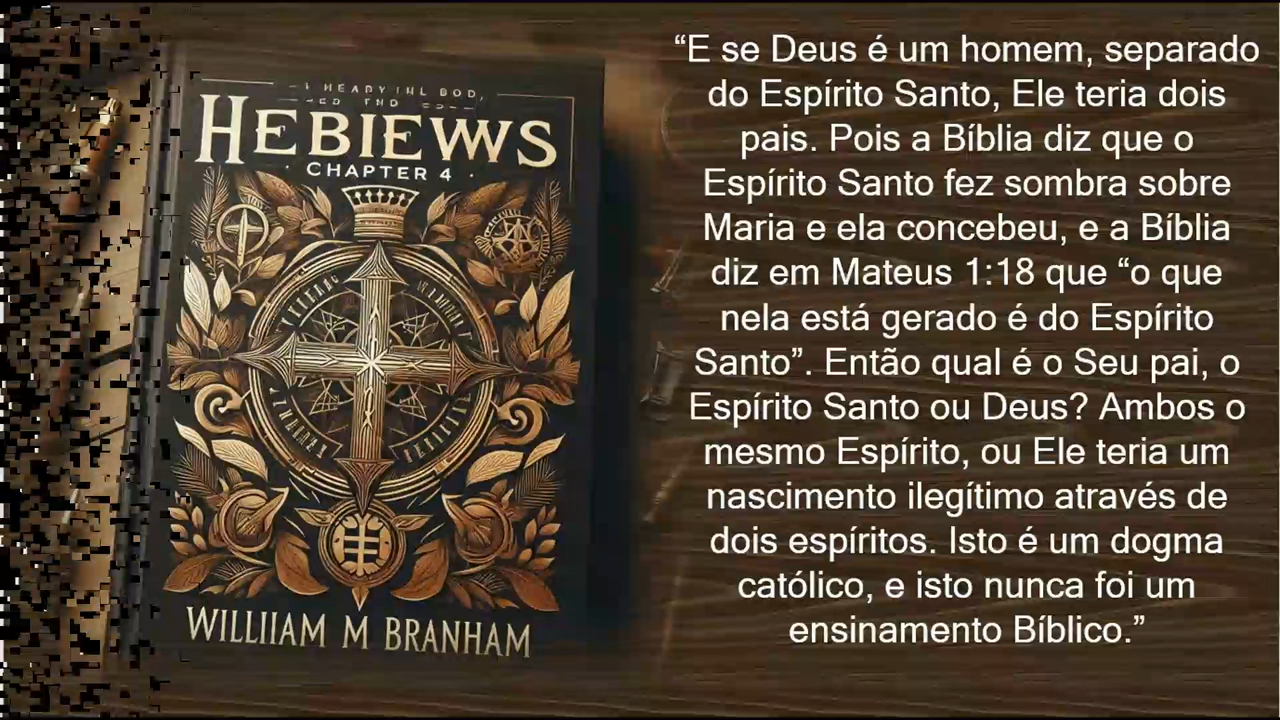 HEBIEWS
· CHAPTER 4 ·
WILLIIAM M BRANHAM
“E se Deus é um homem, separado
do Espírito Santo, Ele teria dois
pais. Pois a Bíblia diz que o
Espírito Santo fez sombra sobre
Maria e ela concebeu, e a Bíblia
diz em Mateus 1:18 que “o que
nela está gerado é do Espírito
Santo”. Então qual é o Seu pai, o
Espírito Santo ou Deus? Ambos o
mesmo Espírito, ou Ele teria um
nascimento ilegítimo através de
dois espíritos. Isto é um dogma
católico, e isto nunca foi um
ensinamento Bíblico.”